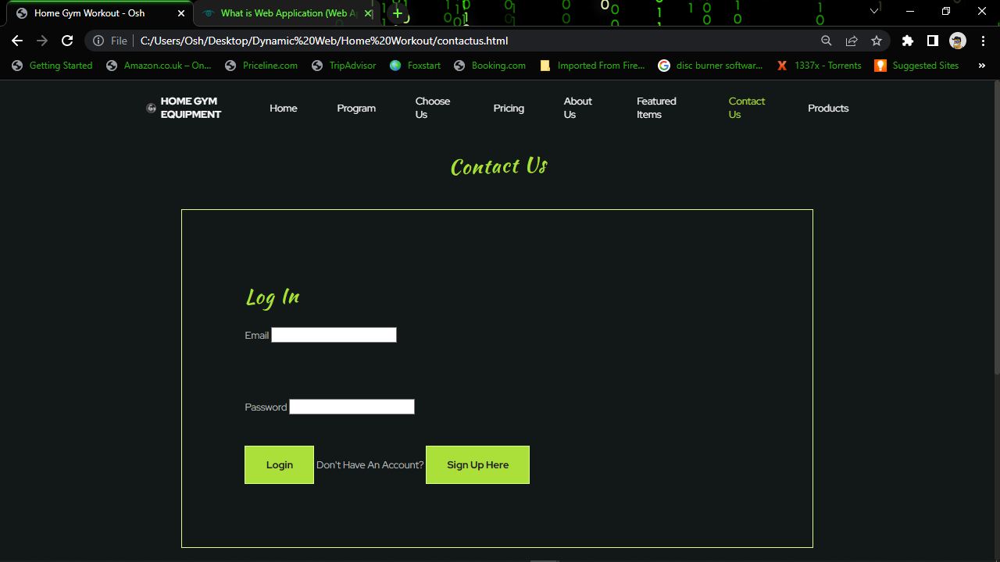 Home Gym Workout - Osh
What is Web Application (Web A
File
C:/Users/Osh/Desktop/Dynamic%20Web/Home%20Workout/contactus.html
Getting Started
Amazon.co.uk – On...
Priceline.com
TripAdvisor
Foxstart
Booking.com
Imported From Fire...
disc burner softwar...
1337x - Torrents
Suggested Sites
»
HOME GYM
EQUIPMENT
Home
Program
Choose
Us
Pricing
About
Us
Featured
Items
Contact
Us
Products
Contact Us
Log In
Email
Password
Login
Don't Have An Account?
Sign Up Here